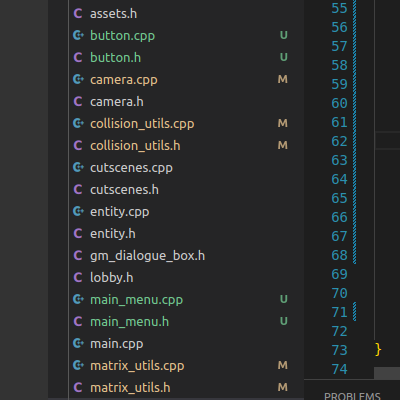 assets.h
button.cpp U
button.h U
camera.cpp M
camera.h
collision_utils.cpp M
collision_utils.h M
cutscenes.cpp
cutscenes.h
entity.cpp
entity.h
gm_dialogue_box.h
lobby.h
main_menu.cpp U
main_menu.h U
main.cpp
matrix_utils.cpp M
matrix_utils.h M
55
56
57
58
59
60
61
62
63
64
65
66
67
68
69
70
71
72
73 }
74
PROBLEMS